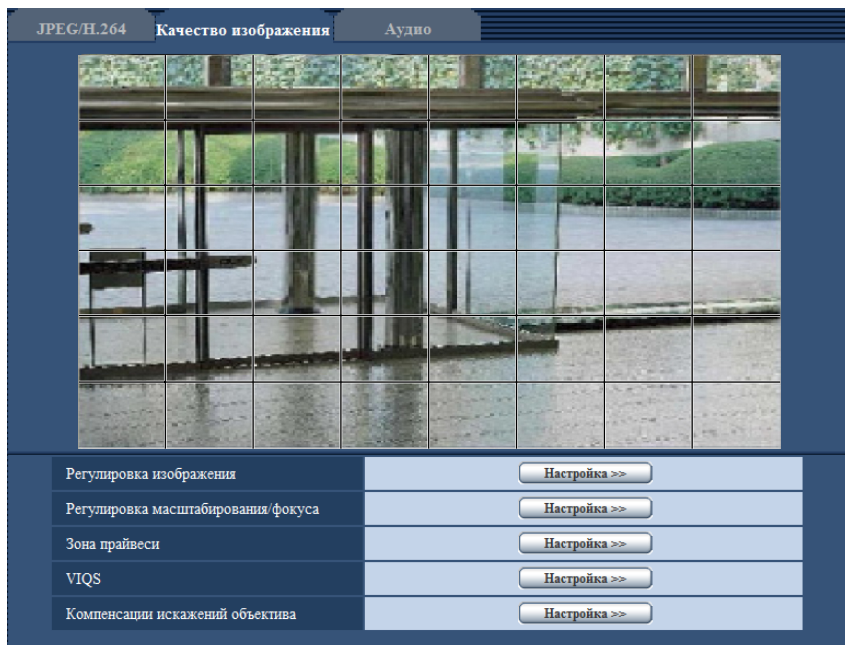 JPEG/H.264 Качество изображения Аудио
Регулировка изображения Настройка >>
Регулировка масштабирования/фокуса Настройка >>
Зона прайвеси Настройка >>
VIQS Настройка >>
Компенсации искажений объектива Настройка >>